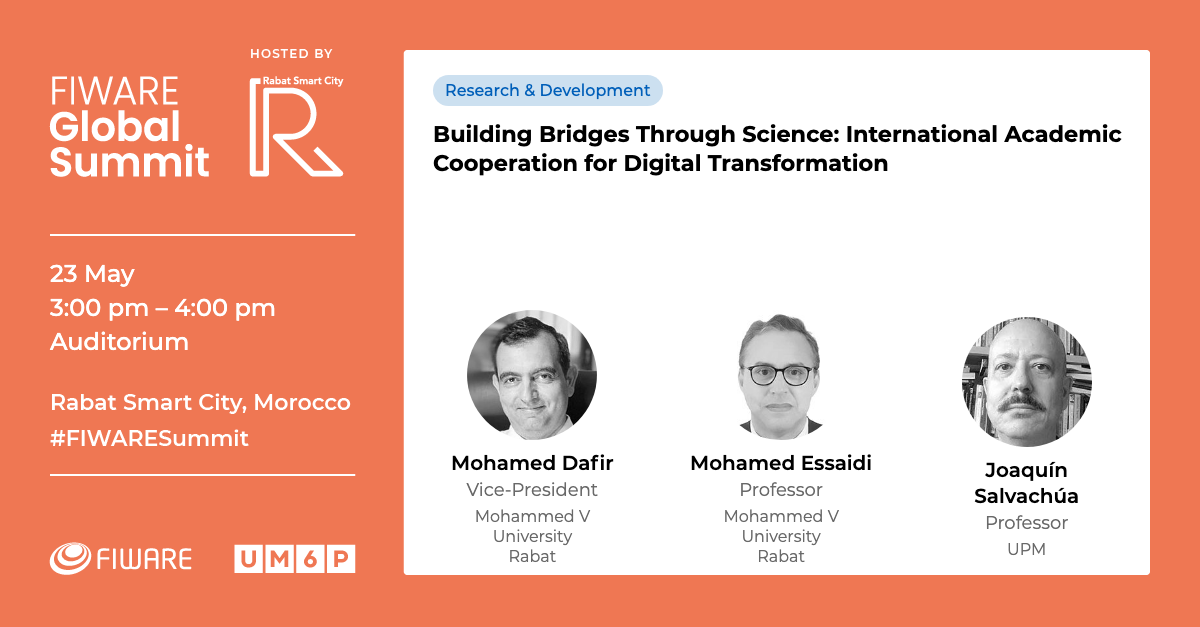 HOSTED BY
FIWARE
Global
Summit
Rabat Smart City
R
23 May
3:00 pm – 4:00 pm
Auditorium
Rabat Smart City, Morocco
#FIWARESummit
FIWARE
UM6P
Research & Development
Building Bridges Through Science: International Academic
Cooperation for Digital Transformation
Mohamed Dafir
Vice-President
Mohammed V
University
Rabat
Mohamed Essaidi
Professor
Mohammed V
University
Rabat
Joaquín
Salvachúa
Professor
UPM